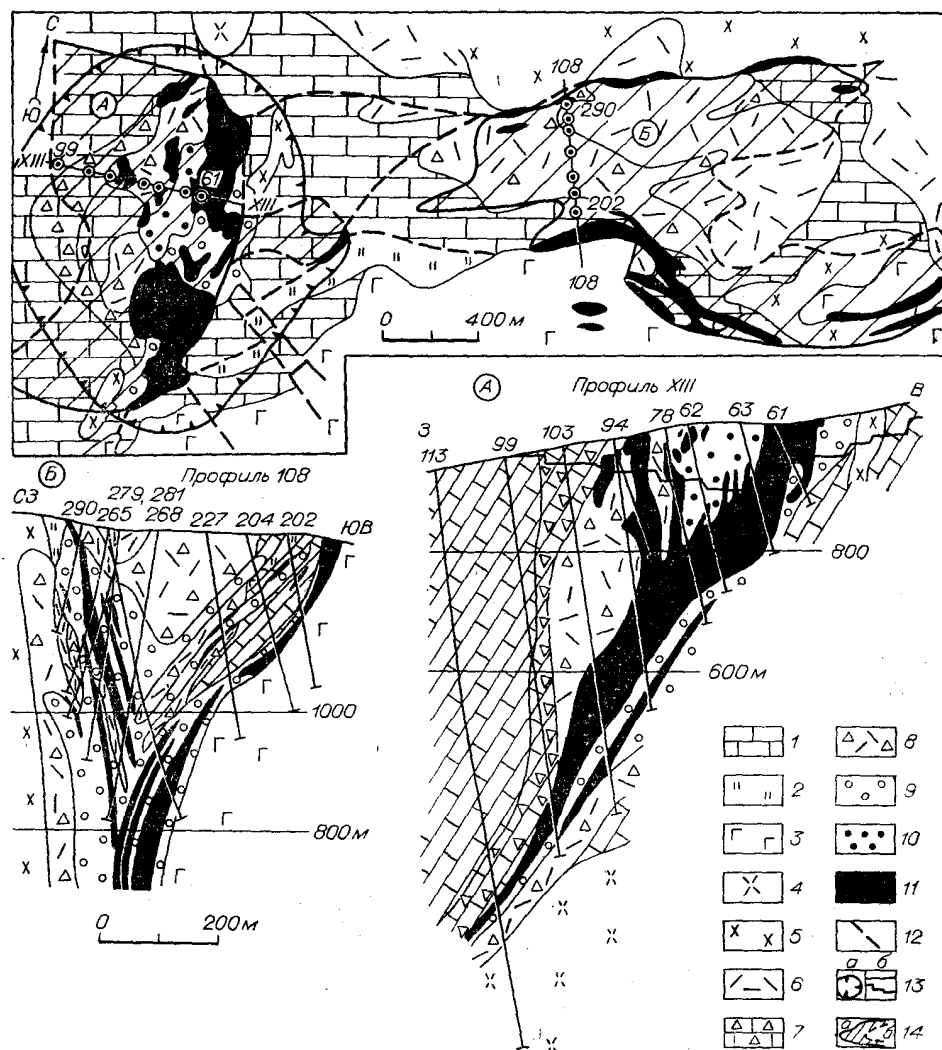 С
Ю
А
XIII
99
61
XIII
108
290
Б
202
108
0 400 м
А Профиль XIII
З
113
99
103
94
78
62
63
61
В
800
600 м
Б Профиль 108
СЗ
290
279
265
281
268
227
204
202
ЮВ
1000
800 м
0 200 м
1
2
3
4
5
6
7
8
9
10
11
12
а б
13
а б
14